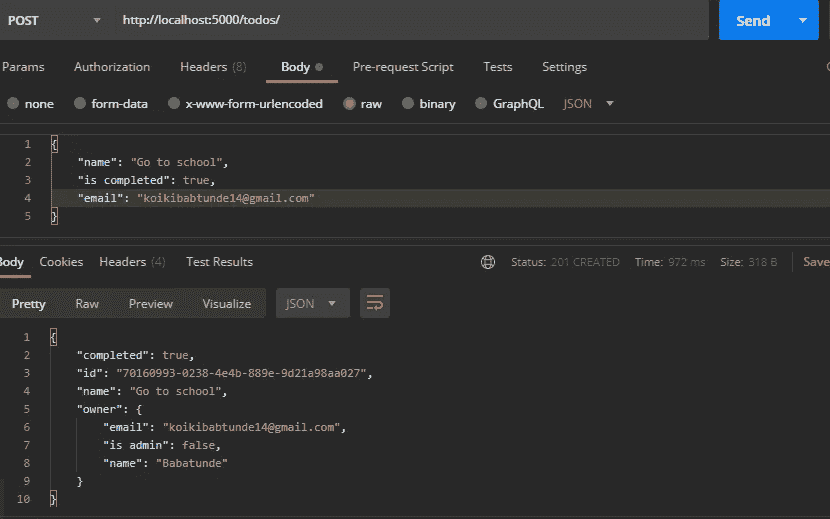 POST http://localhost:5000/todos/ Send
Params Authorization Headers (8) Body Pre-request Script Tests Settings
none form-data x-www-form-urlencoded raw binary GraphQL JSON
1 {
2 "name": "Go to school",
3 "is completed": true,
4 "email": "koikibabtunde14@gmail.com"
5 }
Body Cookies Headers (4) Test Results Status: 201 CREATED Time: 972 ms Size: 318 B Save
Pretty Raw Preview Visualize JSON
1 {
2 "completed": true,
3 "id": "70160993-0238-4e4b-889e-9d21a98aa027",
4 "name": "Go to school",
5 "owner": {
6 "email": "koikibabtunde14@gmail.com",
7 "is admin": false,
8 "name": "Babatunde"
9 }
10 }